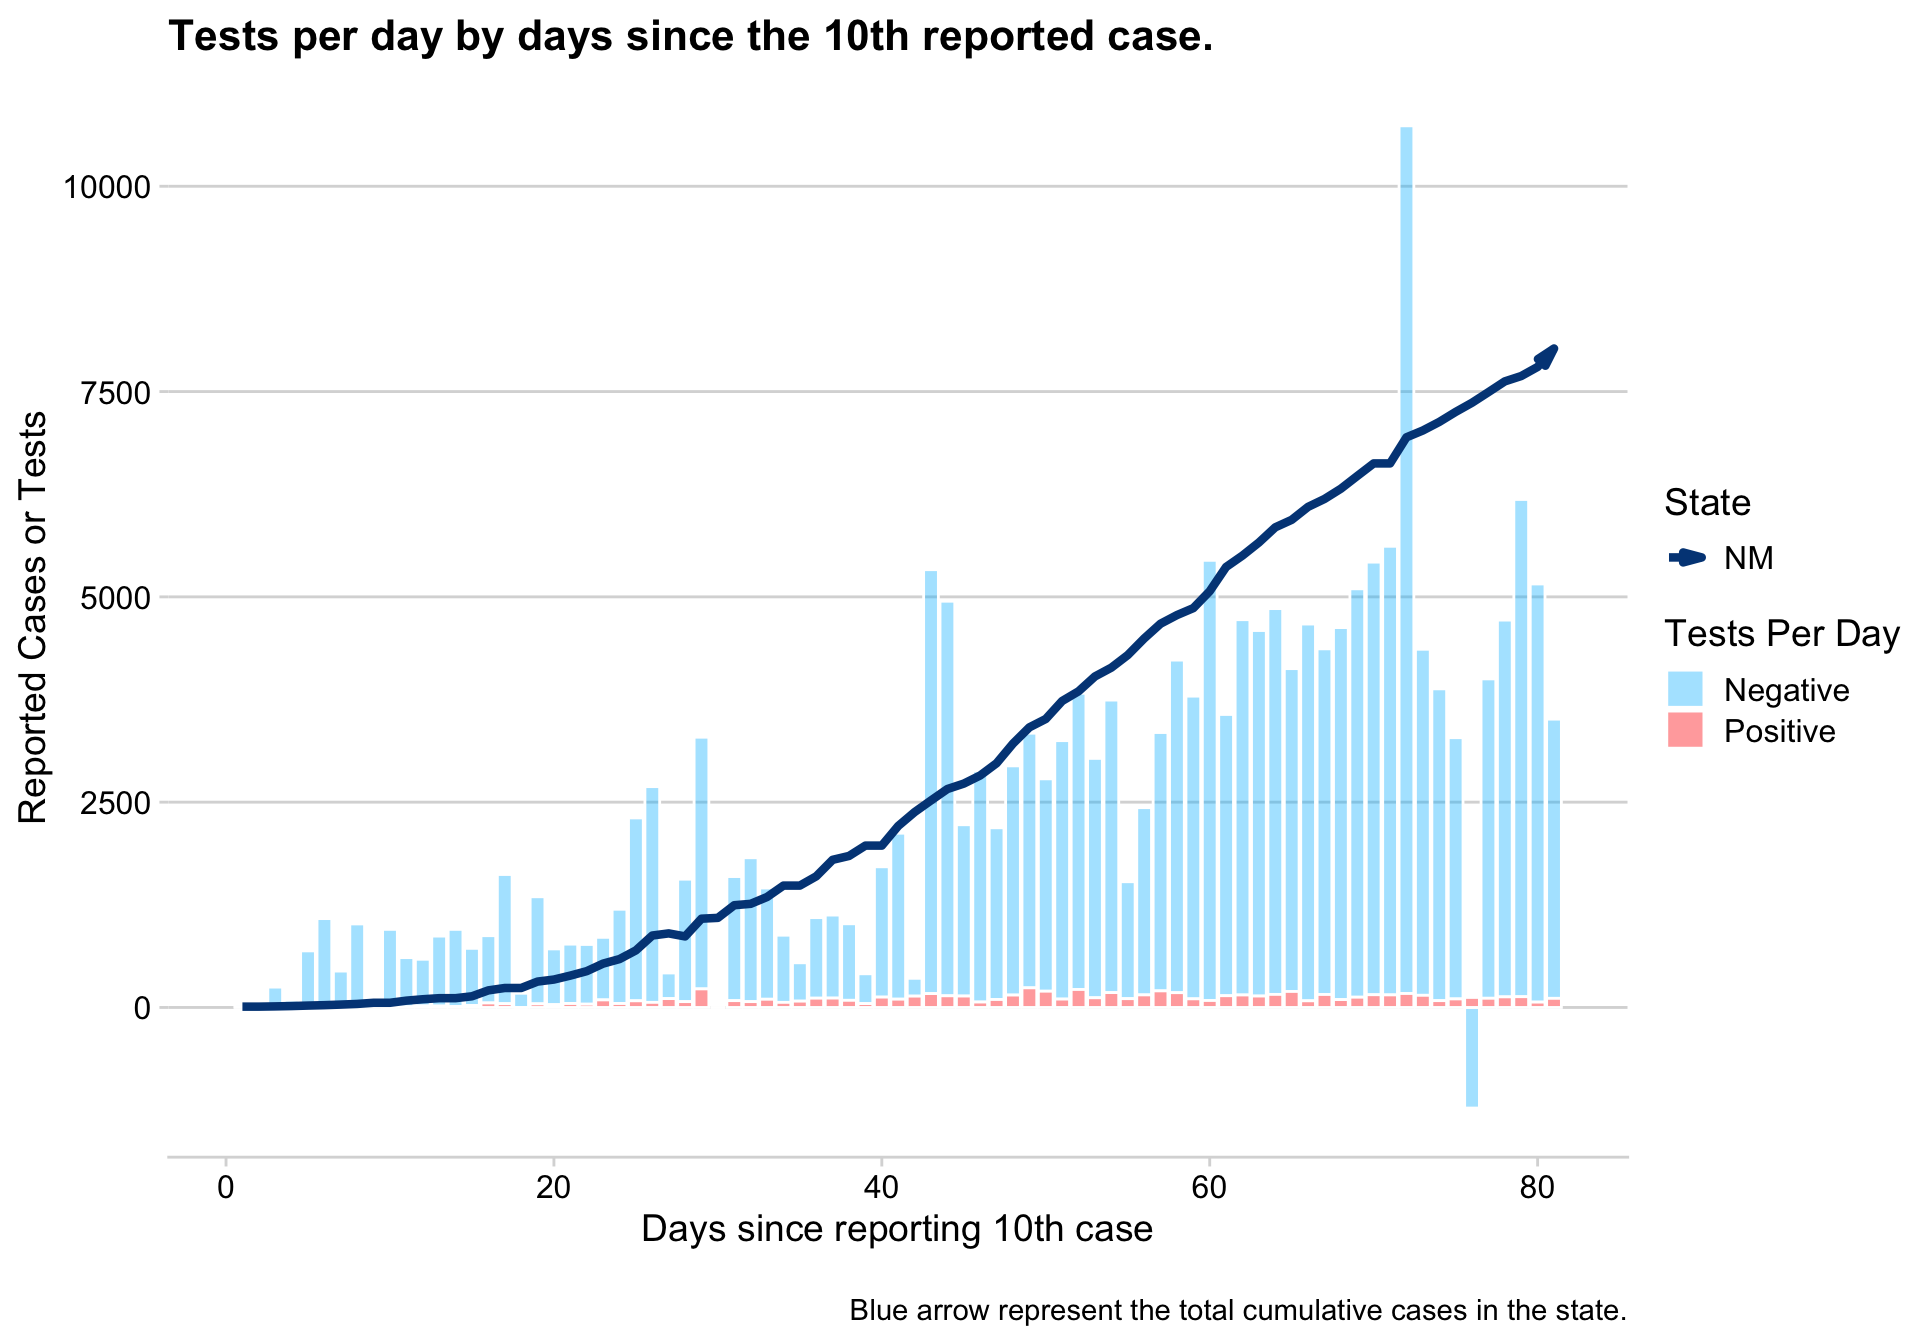 Tests per day by days since the 10th reported case.
Reported Cases or Tests
10000
7500
5000
2500
0
0
20
40
60
80
Days since reporting 10th case
State
NM
Tests Per Day
Negative
Positive
Blue arrow represent the total cumulative cases in the state.